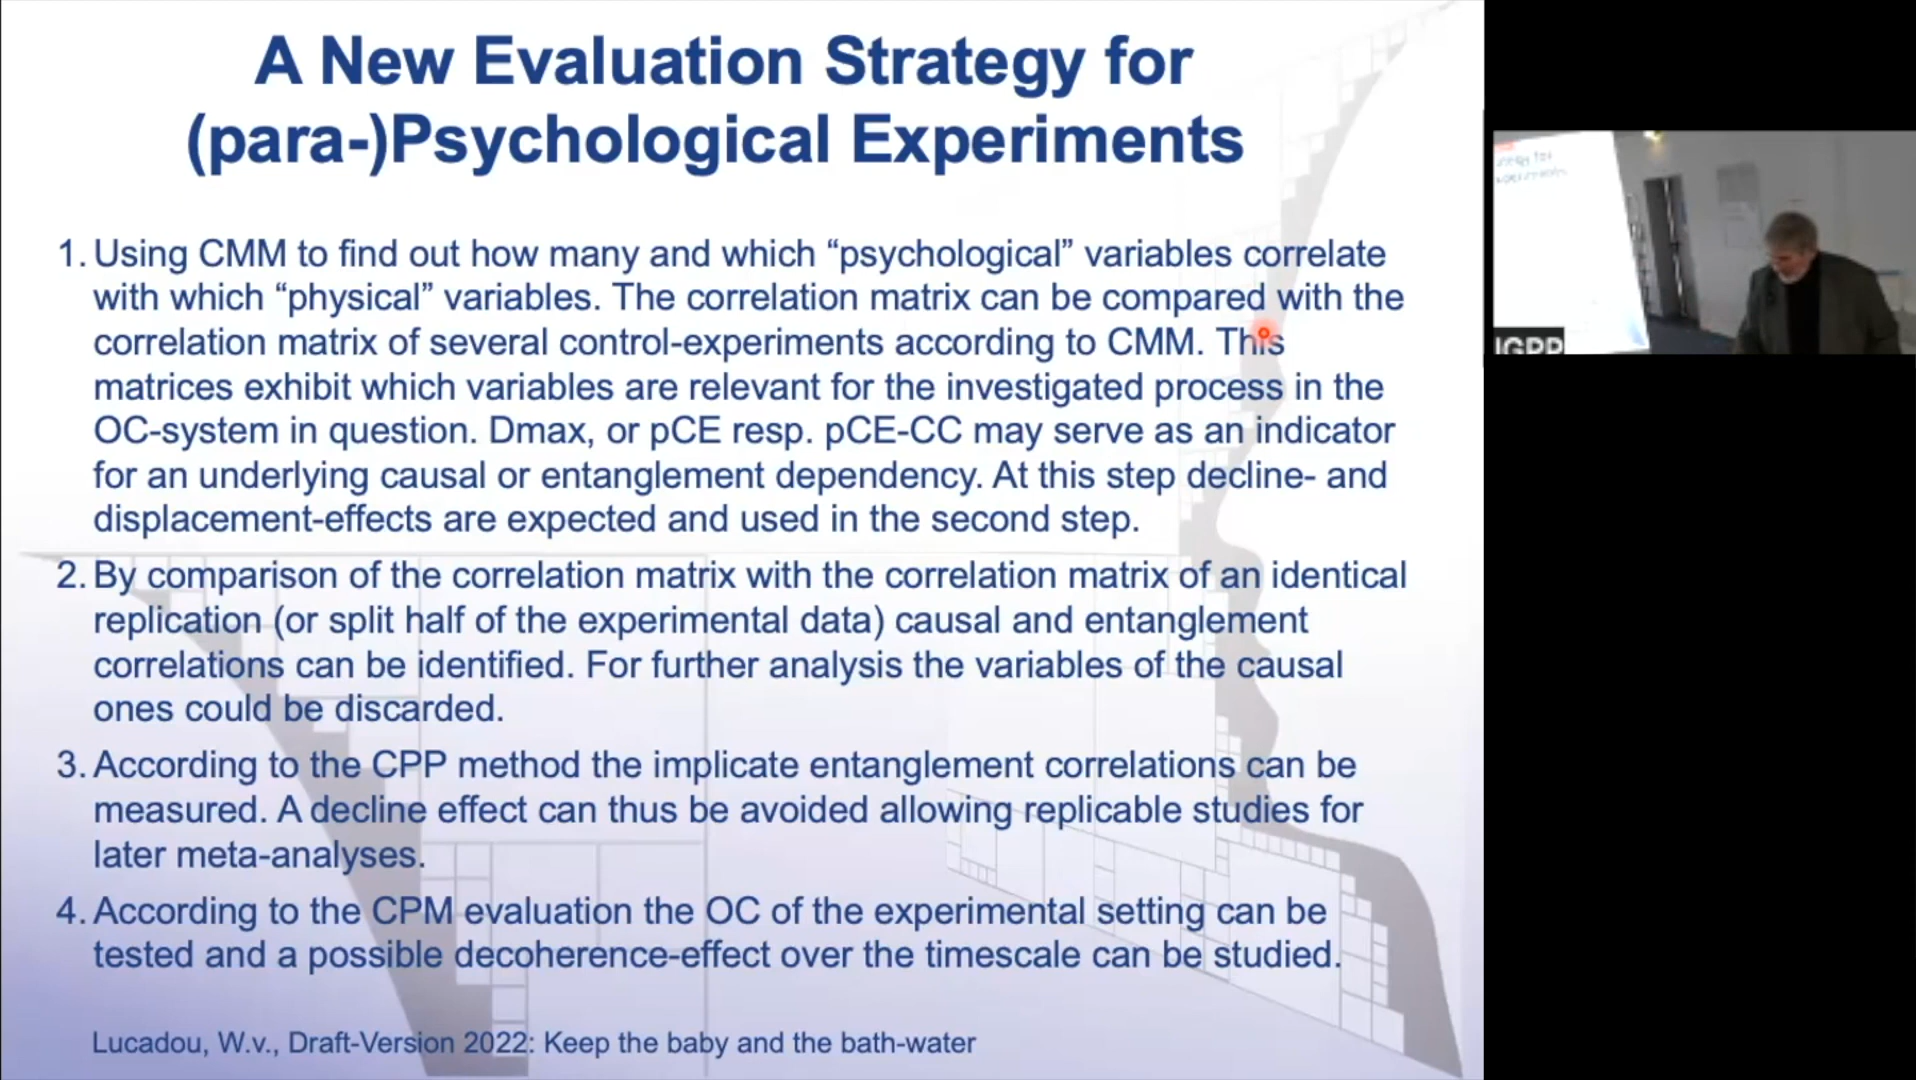 A New Evaluation Strategy for
(para-)Psychological Experiments
1. Using CMM to find out how many and which “psychological” variables correlate
with which “physical” variables. The correlation matrix can be compared with the
correlation matrix of several control-experiments according to CMM. This
matrices exhibit which variables are relevant for the investigated process in the
OC-system in question. Dmax, or pCE resp. pCE-CC may serve as an indicator
for an underlying causal or entanglement dependency. At this step decline- and
displacement-effects are expected and used in the second step.
2. By comparison of the correlation matrix with the correlation matrix of an identical
replication (or split half of the experimental data) causal and entanglement
correlations can be identified. For further analysis the variables of the causal
ones could be discarded.
3. According to the CPP method the implicate entanglement correlations can be
measured. A decline effect can thus be avoided allowing replicable studies for
later meta-analyses.
4. According to the CPM evaluation the OC of the experimental setting can be
tested and a possible decoherence-effect over the timescale can be studied.
Lucadou, W.v., Draft-Version 2022: Keep the baby and the bath-water
IGPP